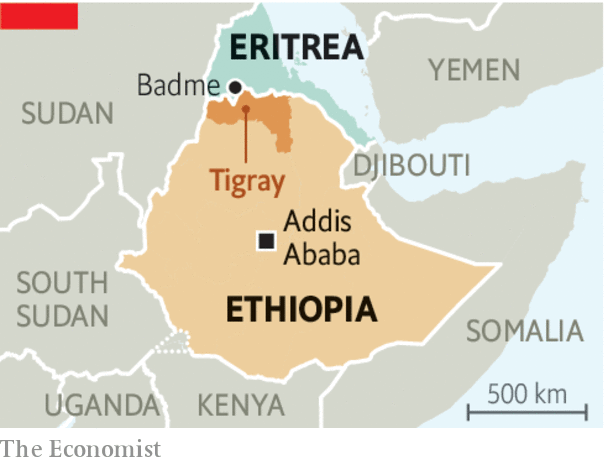 ERITREA
YEMEN
Badme
SUDAN
DJIBOUTI
Tigray
Addis
Ababa
SOUTH
SUDAN
ETHIOPIA
SOMALIA
500 km
UGANDA
KENYA
The Economist